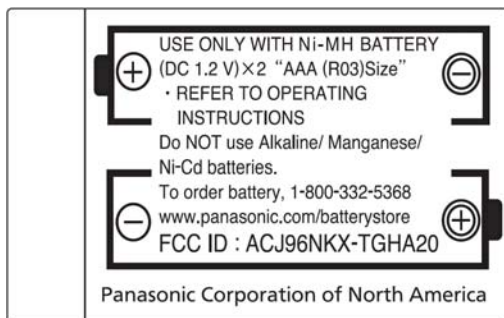 USE ONLY WITH Ni-MH BATTERY
(DC 1.2 V)×2 “AAA (R03)Size”
・REFER TO OPERATING
INSTRUCTIONS
Do NOT use Alkaline/ Manganese/
Ni-Cd batteries.
To order battery, 1-800-332-5368
www.panasonic.com/batterystore
FCC ID : ACJ96NKX-TGHA20
Panasonic Corporation of North America